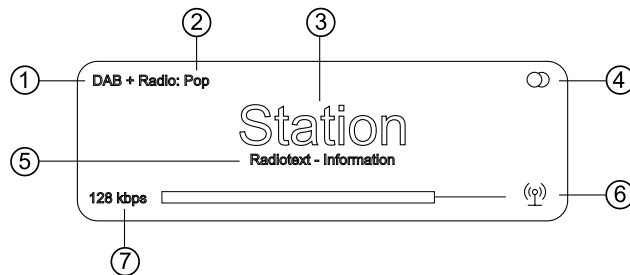 2
3
1
DAB + Radio: Pop
4
Station
5
Radiotext - Information
128 kbps
6
7